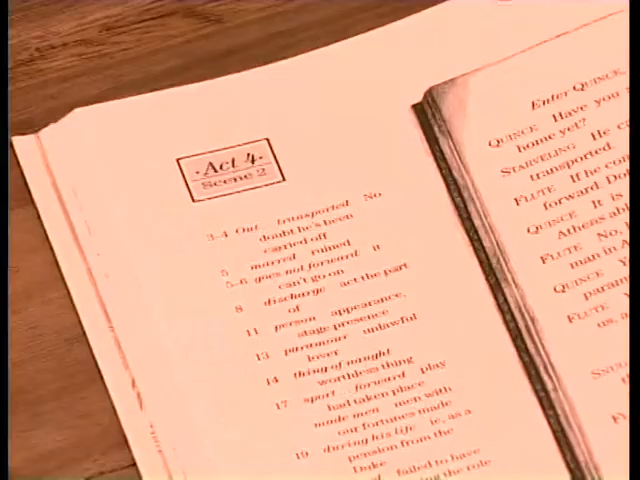 · Act 4 ·
Scene 2
3–4 Out transported No
doubt he's been
carried off
5 marred ruined
5–6 goes not forward it
can't go on
8 discharge act the part
of
11 person appearance,
stage presence
13 paramour unlawful
lover
14 thing of naught
worthless thing
17 sport forward play
had taken place
made men men with
our fortunes made
19 during his life ie, as a
pension from the
Duke
failed to have
the role
Enter QUINCE,
QUINCE Have you
home yet?
STARVELING He
transported.
FLUTE If he
forward. Do
QUINCE It is
Athens
FLUTE No,
man in A
QUINCE
FLUTE
us, a